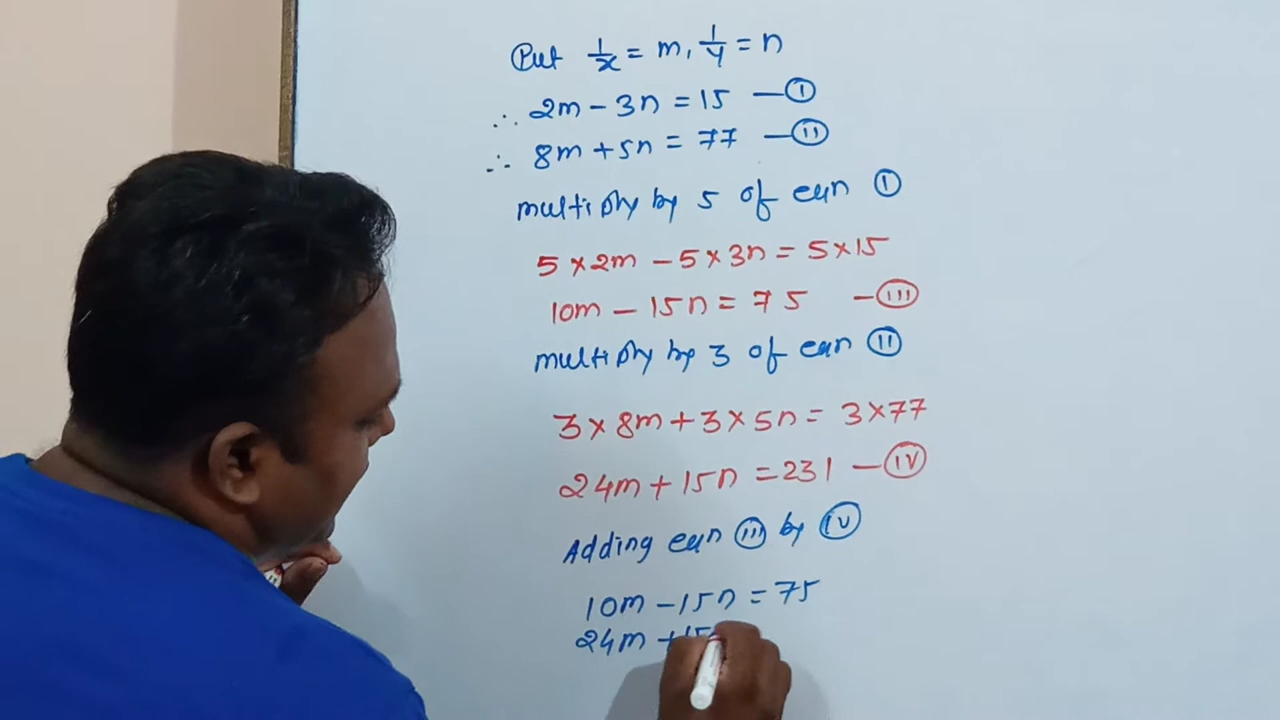 Put 1/x = m, 1/y = n
∴ 2m - 3n = 15 — I
∴ 8m + 5n = 77 — II
multiply by 5 of eqn I
5 × 2m - 5 × 3n = 5 × 15
10m - 15n = 75 - III
multiply by 3 of eqn II
3 × 8m + 3 × 5n = 3 × 77
24m + 15n = 231 — IV
Adding eqn III by IV
10m - 15n = 75
24m + 15